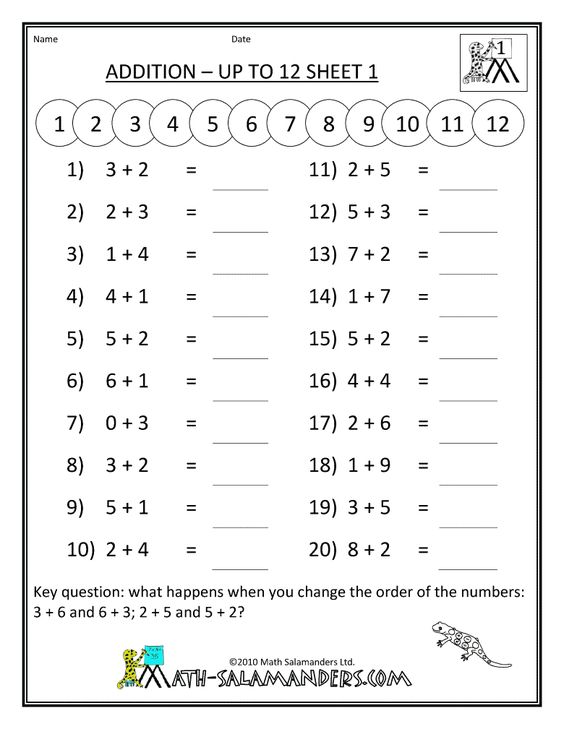 Name Date
1
ADDITION – UP TO 12 SHEET 1
1 2 3 4 5 6 7 8 9 10 11 12
1) 3 + 2 = ______ 11) 2 + 5 = ______
2) 2 + 3 = ______ 12) 5 + 3 = ______
3) 1 + 4 = ______ 13) 7 + 2 = ______
4) 4 + 1 = ______ 14) 1 + 7 = ______
5) 5 + 2 = ______ 15) 5 + 2 = ______
6) 6 + 1 = ______ 16) 4 + 4 = ______
7) 0 + 3 = ______ 17) 2 + 6 = ______
8) 3 + 2 = ______ 18) 1 + 9 = ______
9) 5 + 1 = ______ 19) 3 + 5 = ______
10) 2 + 4 = ______ 20) 8 + 2 = ______
Key question: what happens when you change the order of the numbers:
3 + 6 and 6 + 3; 2 + 5 and 5 + 2?
©2010 Math Salamanders Ltd.
MATH-SALAMANDERS.COM